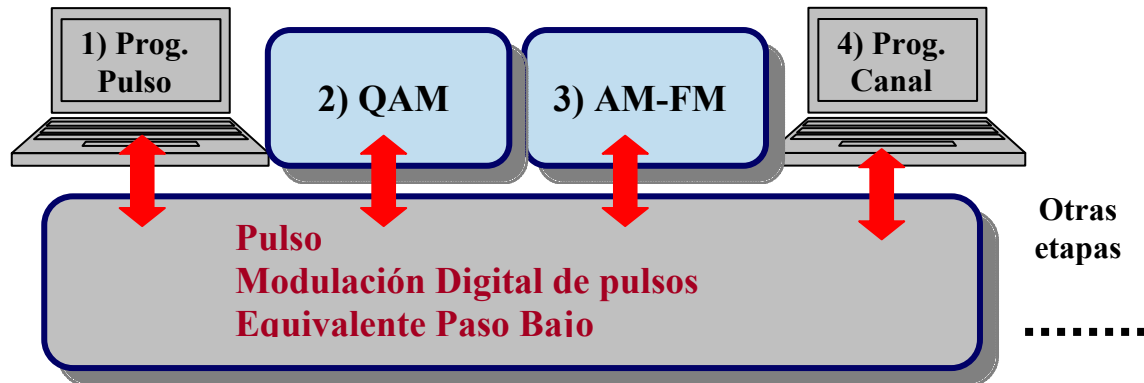 1) Prog.
Pulso
2) QAM
3) AM-FM
4) Prog.
Canal
Otras
etapas
Pulso
Modulación Digital de pulsos
Equivalente Paso Bajo